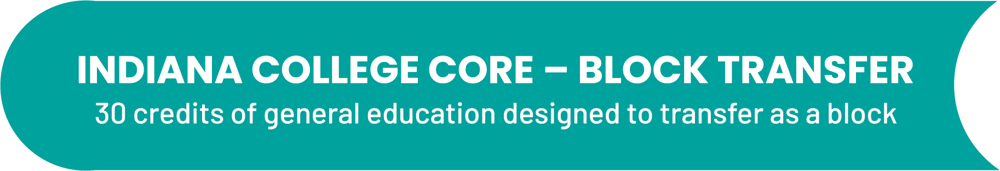 INDIANA COLLEGE CORE – BLOCK TRANSFER
30 credits of general education designed to transfer as a block